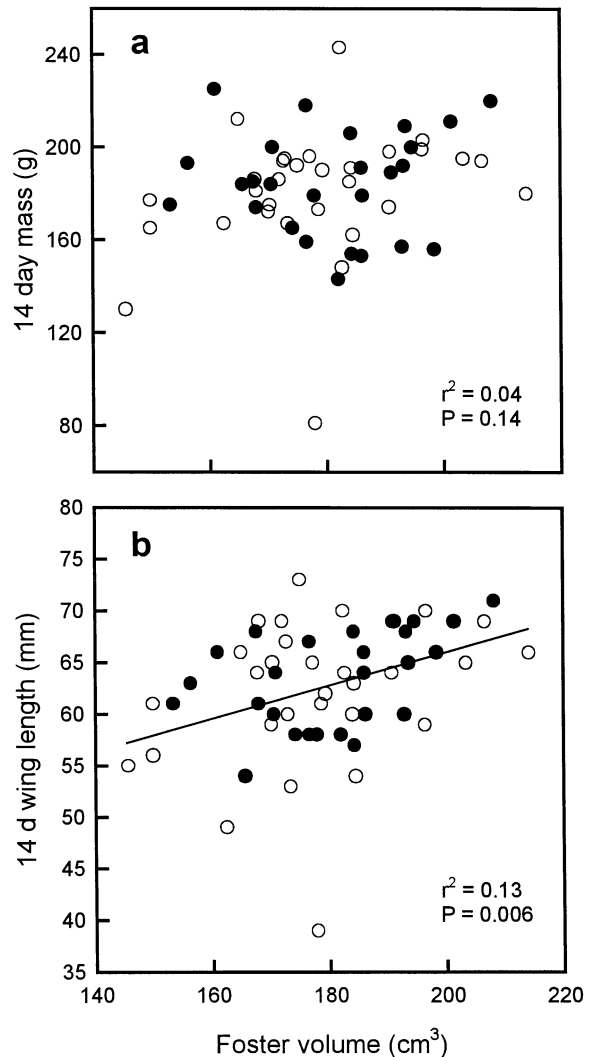 a
240
200
160
120
80
14 day mass (g)
r² = 0.04
P = 0.14
b
80
75
70
65
60
55
50
45
40
35
14 d wing length (mm)
r² = 0.13
P = 0.006
140 160 180 200 220
Foster volume (cm³)